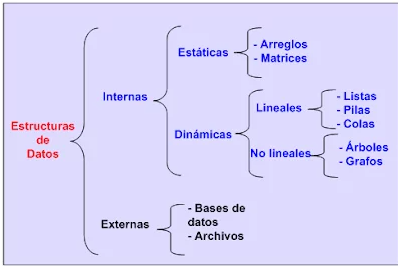 Estructuras
de
Datos
Internas
Estáticas
- Arreglos
- Matrices
Dinámicas
Lineales
- Listas
- Pilas
- Colas
No lineales
- Árboles
- Grafos
Externas
- Bases de
datos
- Archivos